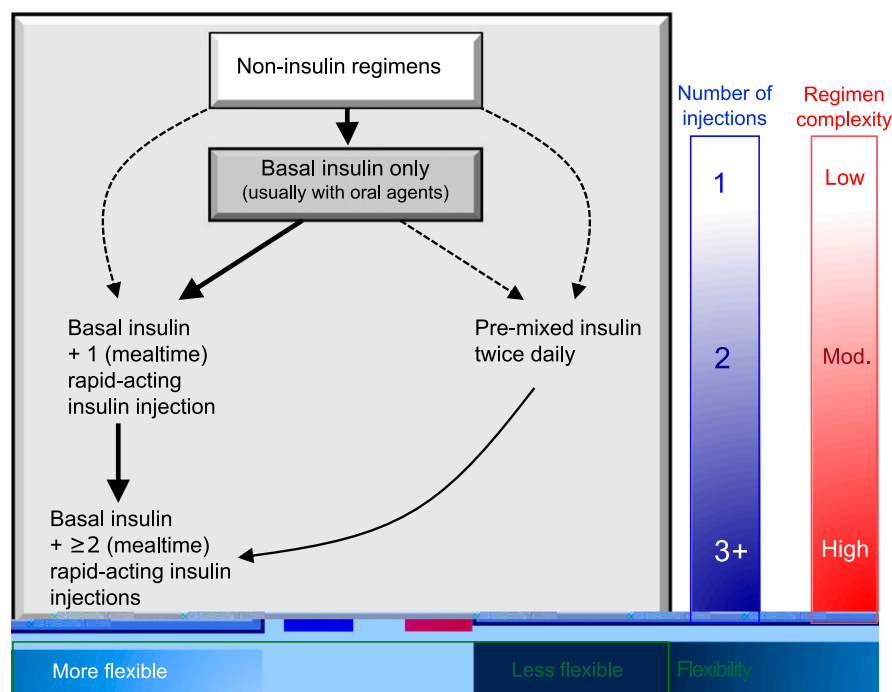 Non-insulin regimens
Number of
injections
Regimen
complexity
Basal insulin only
(usually with oral agents)
1
Low
Basal insulin
+ 1 (mealtime)
rapid-acting
insulin injection
Pre-mixed insulin
twice daily
2
Mod.
Basal insulin
+ ≥2 (mealtime)
rapid-acting insulin
injections
3+
High
More flexible
Less flexible
Flexibility